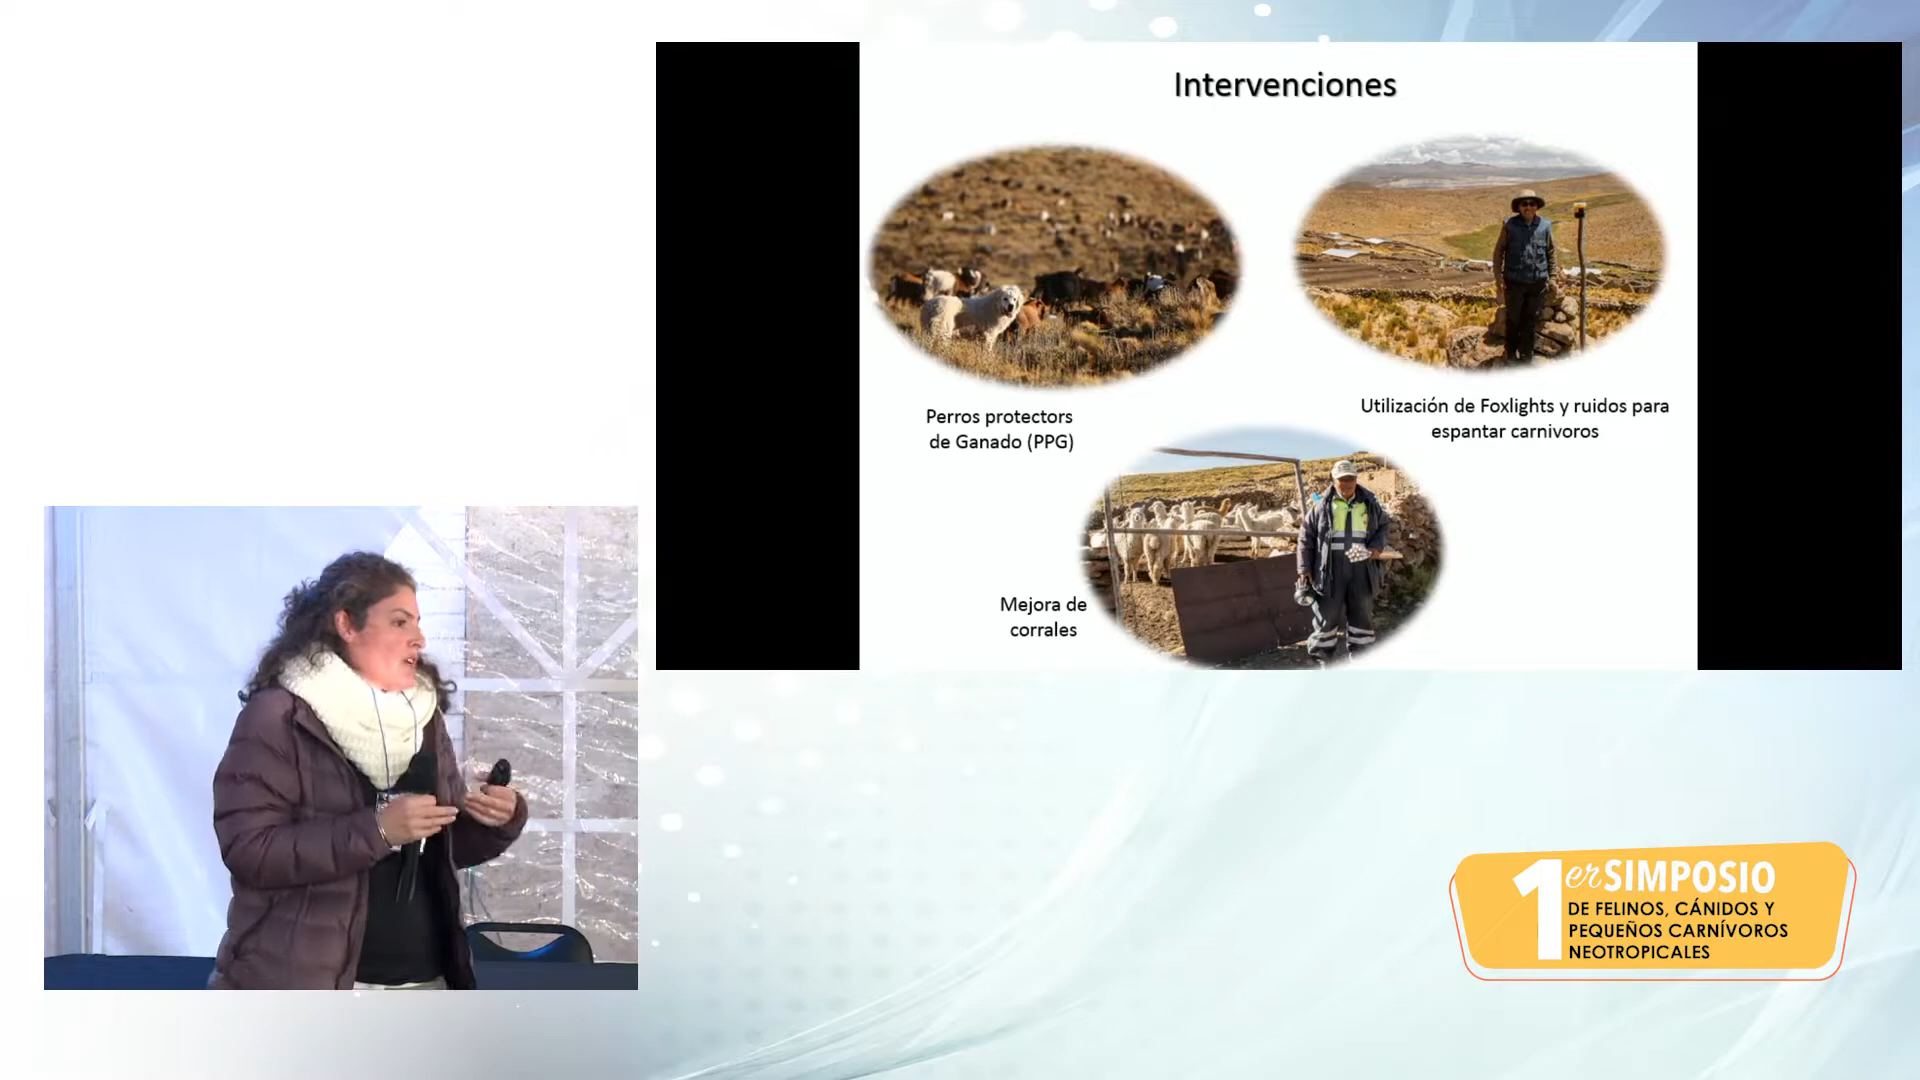 Intervenciones
Perros protectors
de Ganado (PPG)
Utilización de Foxlights y ruidos para
espantar carnivoros
Mejora de
corrales
1er SIMPOSIO
DE FELINOS, CÁNIDOS Y
PEQUEÑOS CARNÍVOROS
NEOTROPICALES